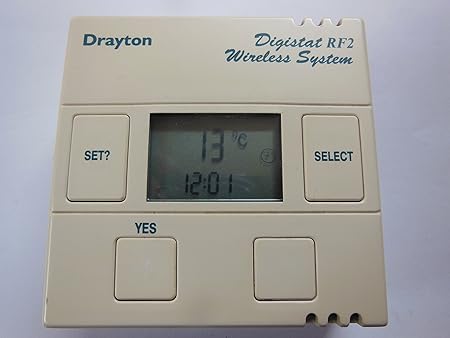 Drayton
Digistat RF2
Wireless System
SET?
13 °C
12:01
SELECT
YES